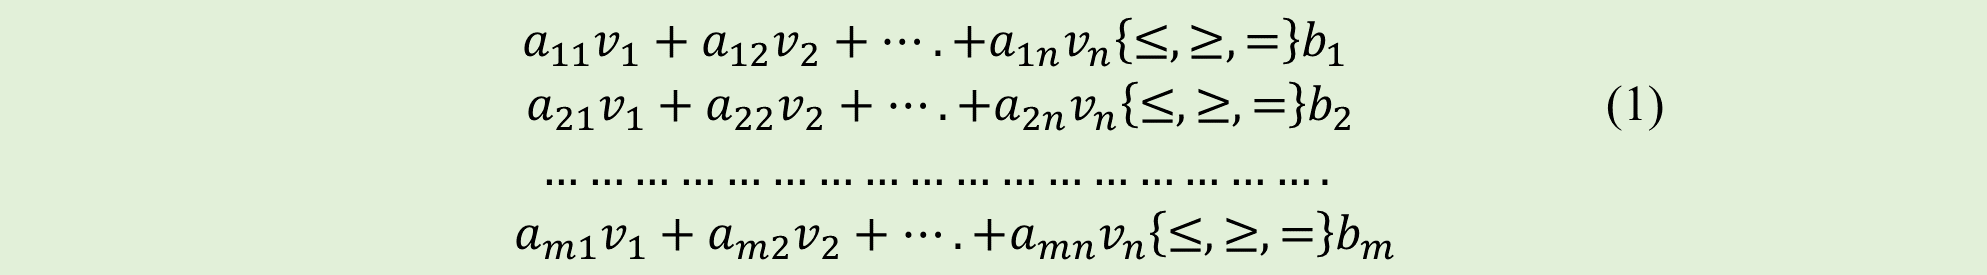 a₁₁v₁ + a₁₂v₂ + ⋯ . +a₁ₙvₙ{≤, ≥, =}b₁
a₂₁v₁ + a₂₂v₂ + ⋯ . +a₂ₙvₙ{≤, ≥, =}b₂ (1)
… … … … … … … … … … … … … … … … … .
aₘ₁v₁ + aₘ₂v₂ + ⋯ . +aₘₙvₙ{≤, ≥, =}bₘ